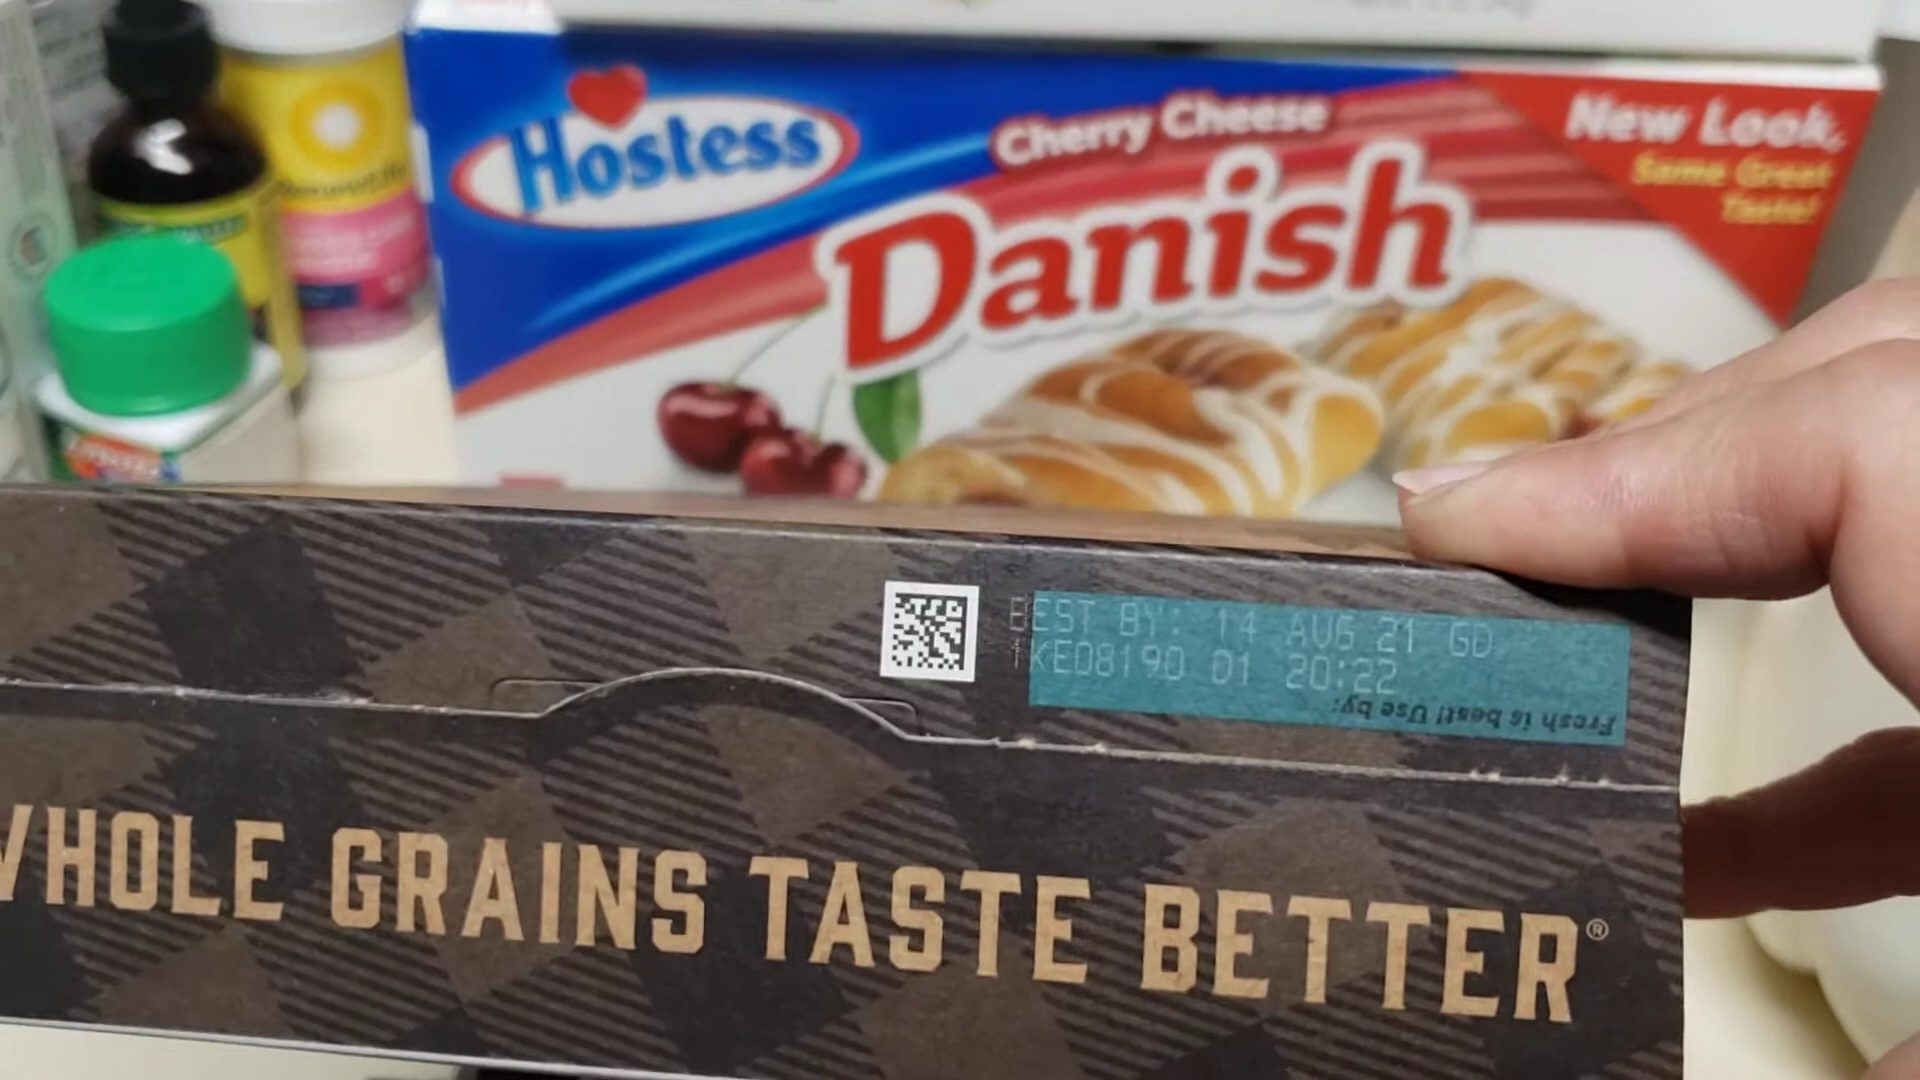 Hostess
Cherry Cheese
Danish
New Look,
Same Great
Taste!
BEST BY: 14 AUG 21 GD
KE08190 01 20:22
Fresh is best! Use by:
WHOLE GRAINS TASTE BETTER®